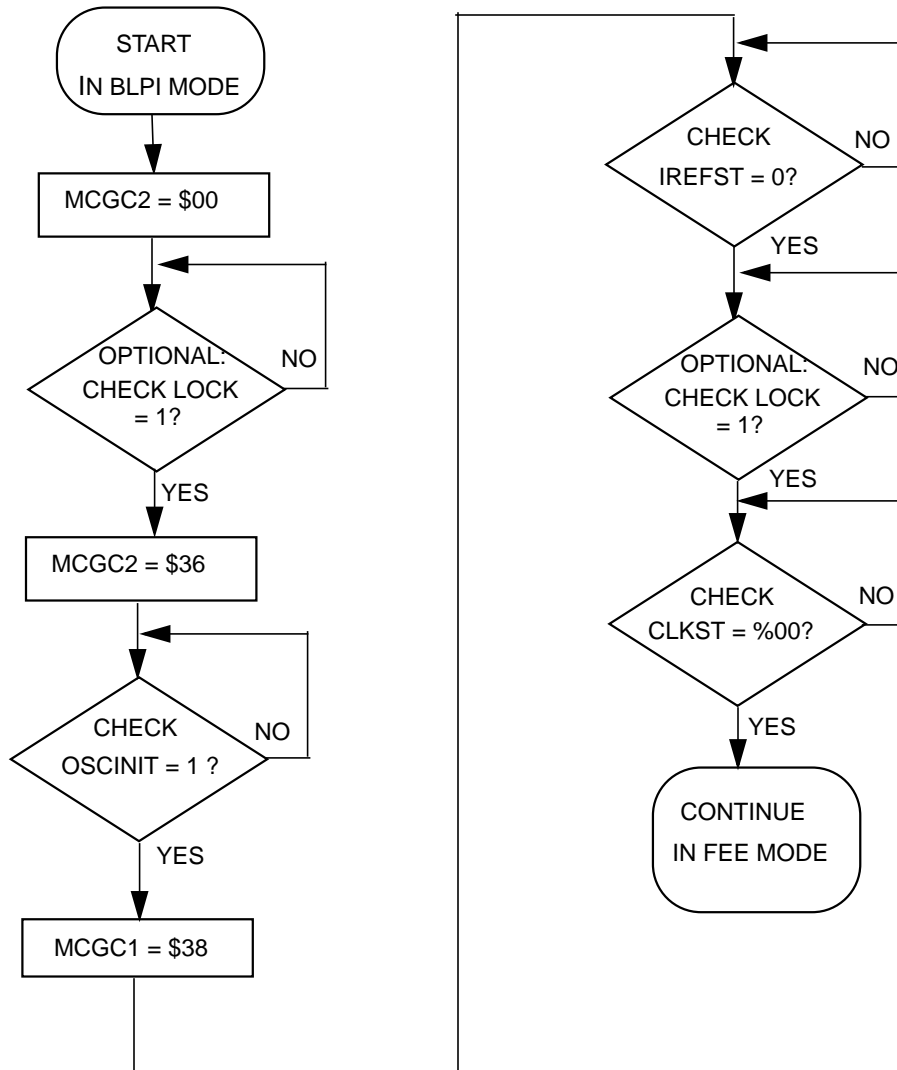 START
IN BLPI MODE
MCGC2 = $00
OPTIONAL:
CHECK LOCK
= 1?
NO
YES
MCGC2 = $36
CHECK
OSCINIT = 1 ?
NO
YES
MCGC1 = $38
CHECK
IREFST = 0?
NO
YES
OPTIONAL:
CHECK LOCK
= 1?
NO
YES
CHECK
CLKST = %00?
NO
YES
CONTINUE
IN FEE MODE